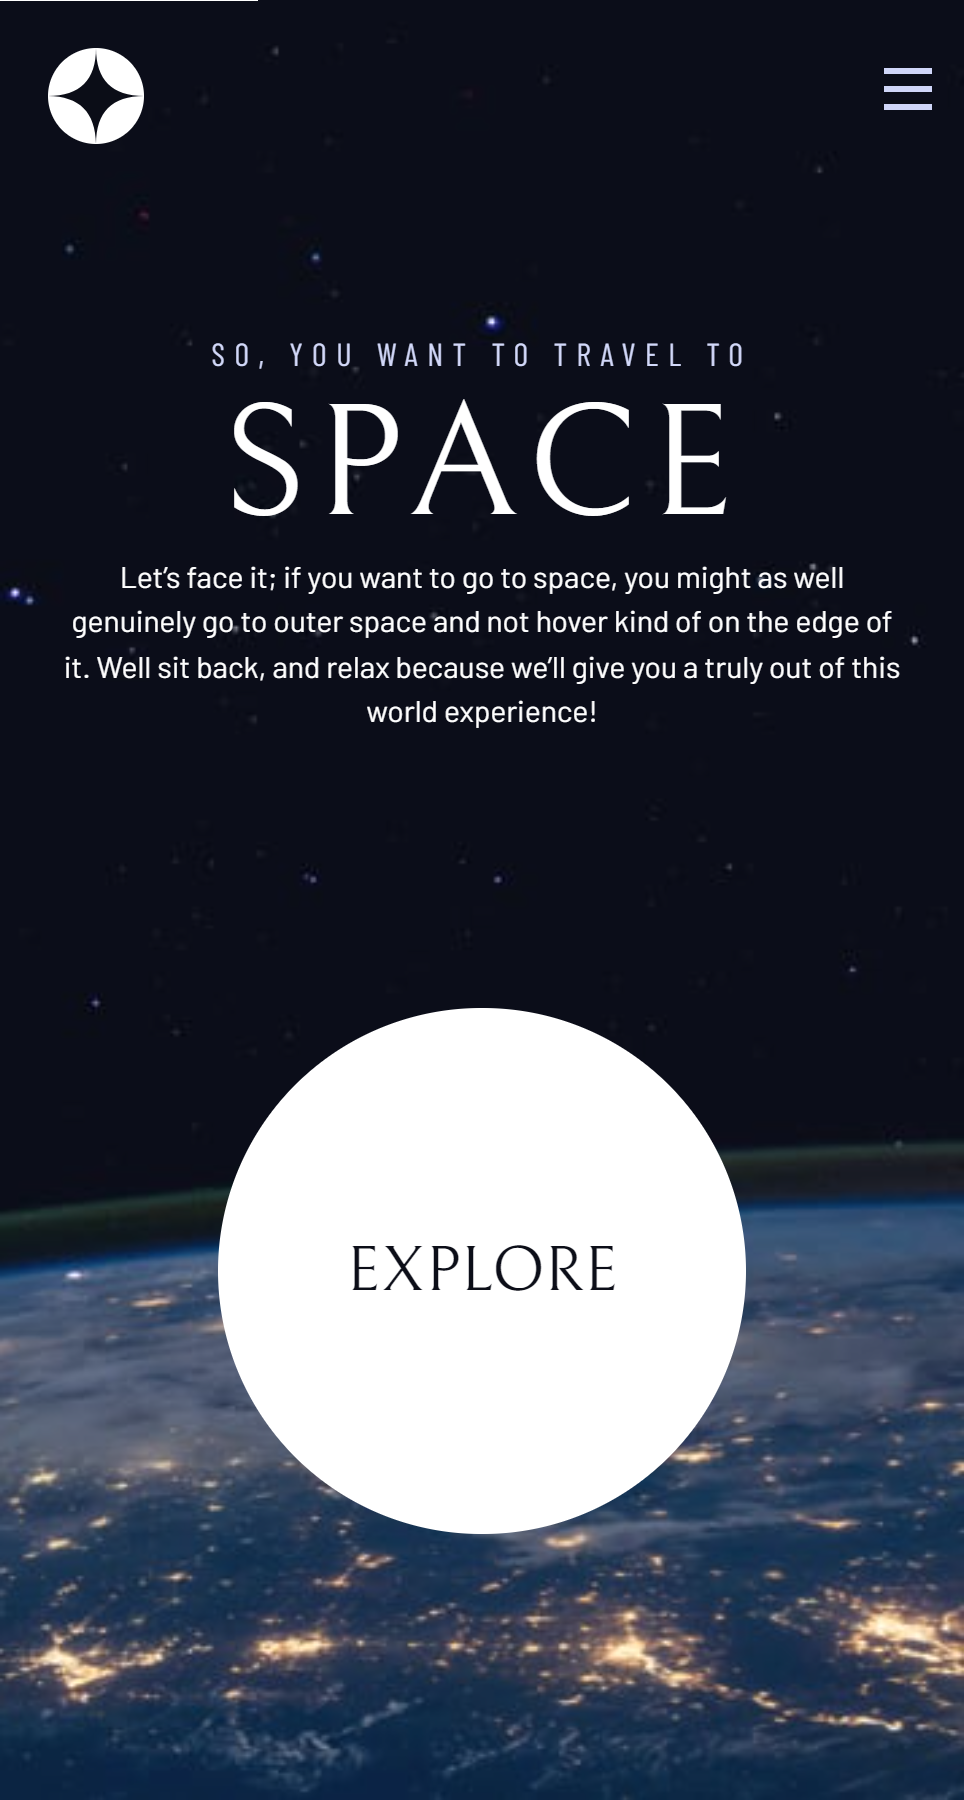 SO, YOU WANT TO TRAVEL TO
SPACE
Let’s face it; if you want to go to space, you might as well
genuinely go to outer space and not hover kind of on the edge of
it. Well sit back, and relax because we’ll give you a truly out of this
world experience!
EXPLORE